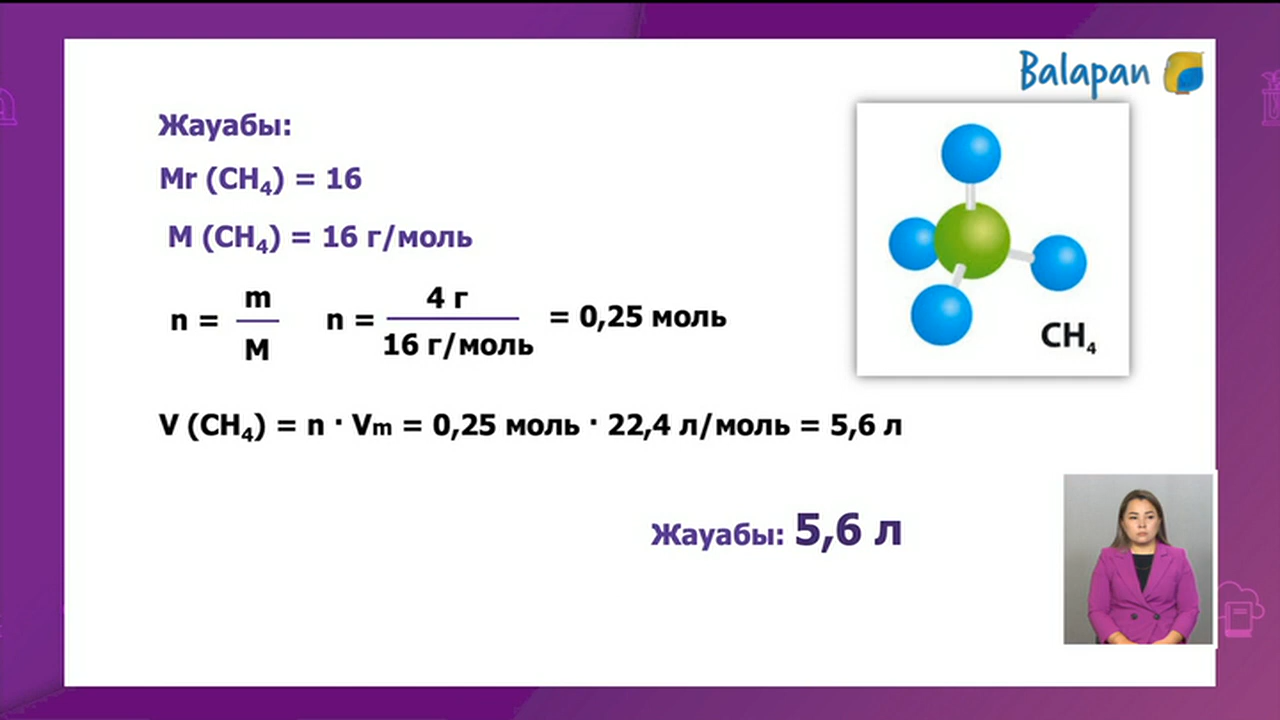 Balapan
Жауабы:
Mr (CH₄) = 16
M (CH₄) = 16 г/моль
n = m/M n = 4 г/16 г/моль = 0,25 моль
V (CH₄) = n · Vm = 0,25 моль · 22,4 л/моль = 5,6 л
Жауабы: 5,6 л
CH₄